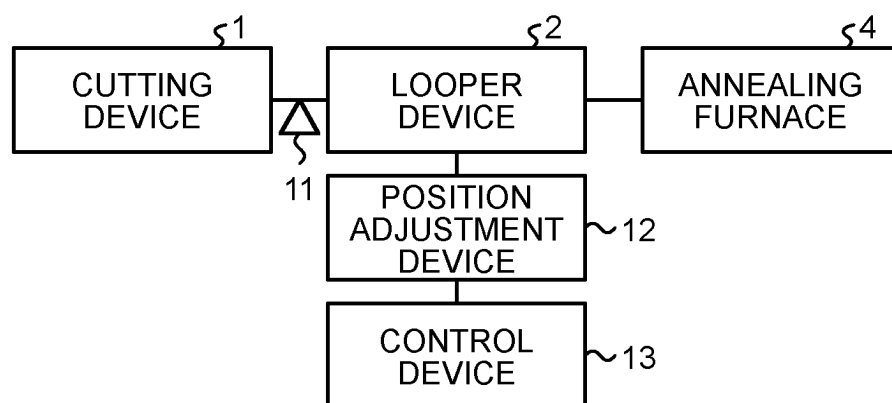 1
2
4
CUTTING
DEVICE
LOOPER
DEVICE
ANNEALING
FURNACE
11
POSITION
ADJUSTMENT
DEVICE
12
CONTROL
DEVICE
13